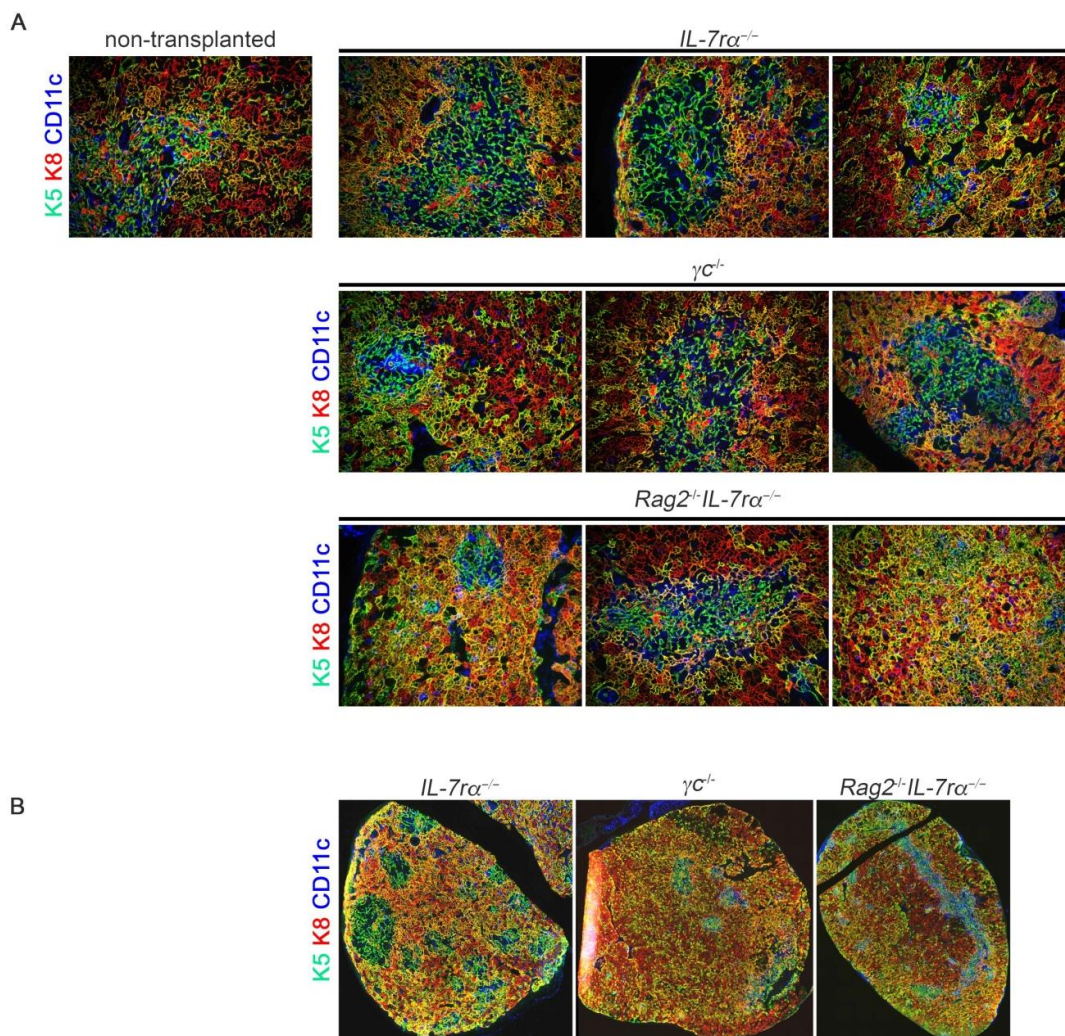 A
non-transplanted
IL-7rα⁻/⁻
K5 K8 CD11c
γc⁻/⁻
K5 K8 CD11c
Rag2⁻/⁻IL-7rα⁻/⁻
K5 K8 CD11c
B
IL-7rα⁻/⁻
γc⁻/⁻
Rag2⁻/⁻IL-7rα⁻/⁻
K5 K8 CD11c